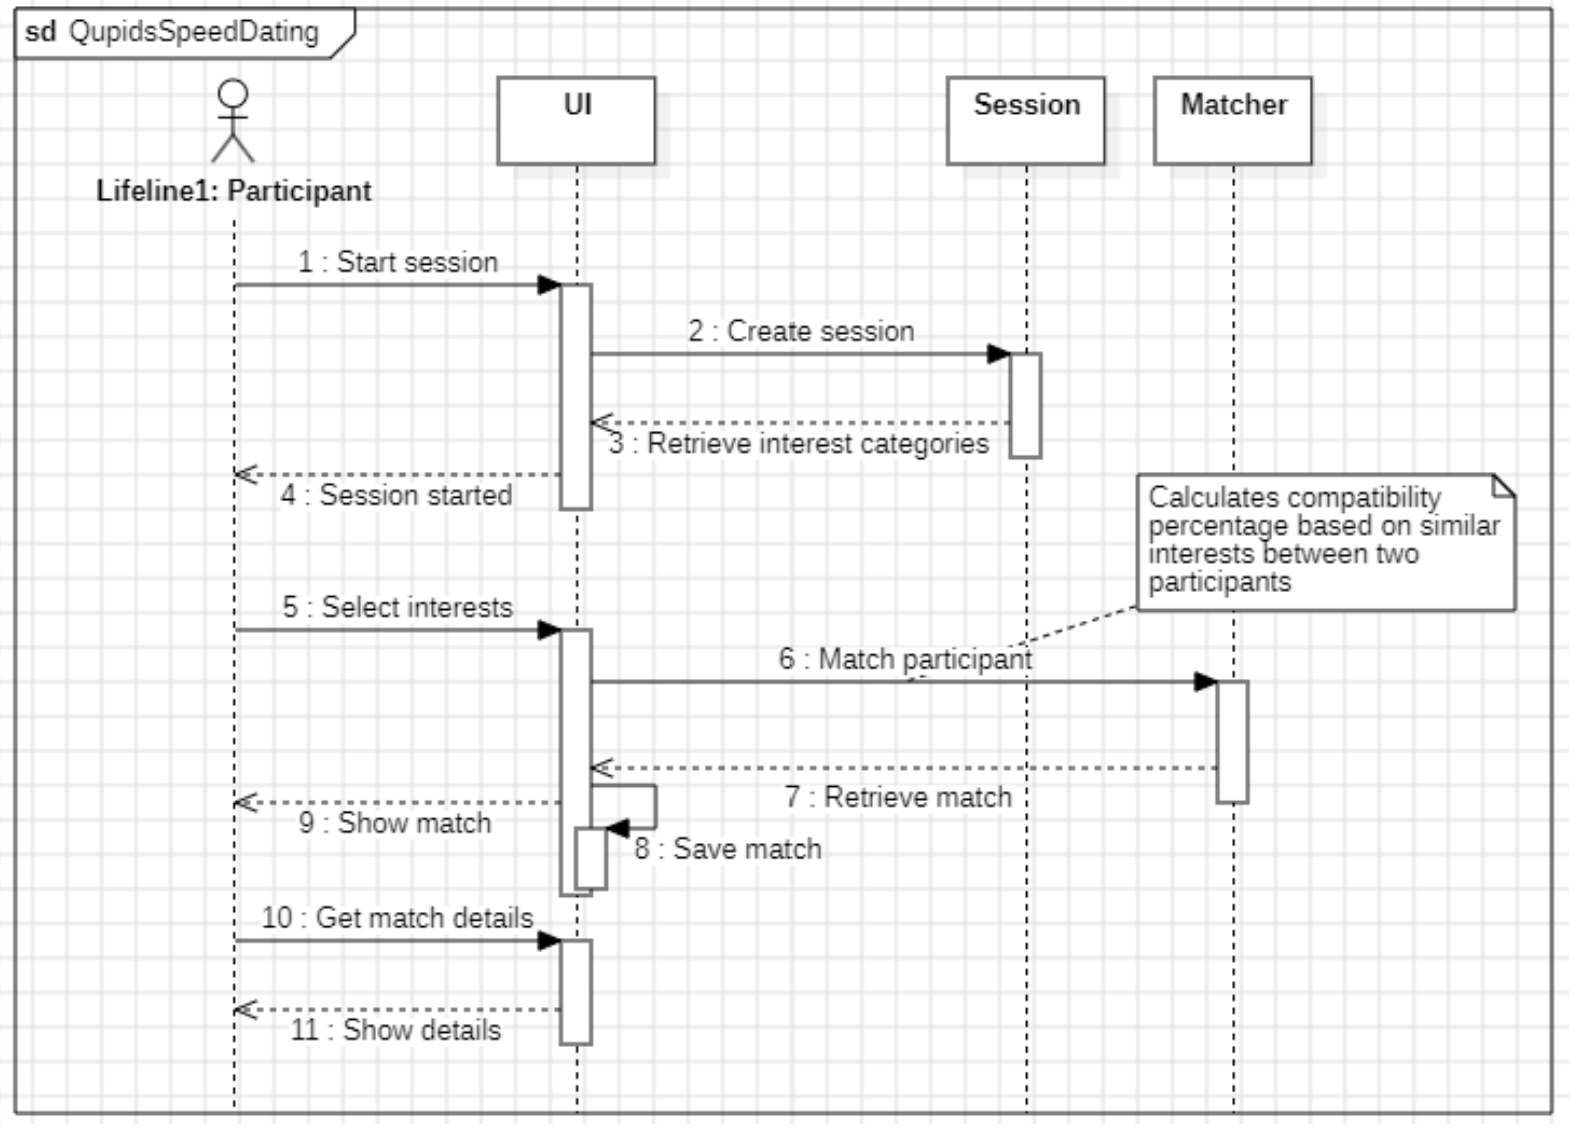 sd QupidsSpeedDating
UI
Session
Matcher
Lifeline1: Participant
1 : Start session
2 : Create session
3 : Retrieve interest categories
4 : Session started
Calculates compatibility
percentage based on similar
interests between two
participants
5 : Select interests
6 : Match participant
7 : Retrieve match
9 : Show match
8 : Save match
10 : Get match details
11 : Show details